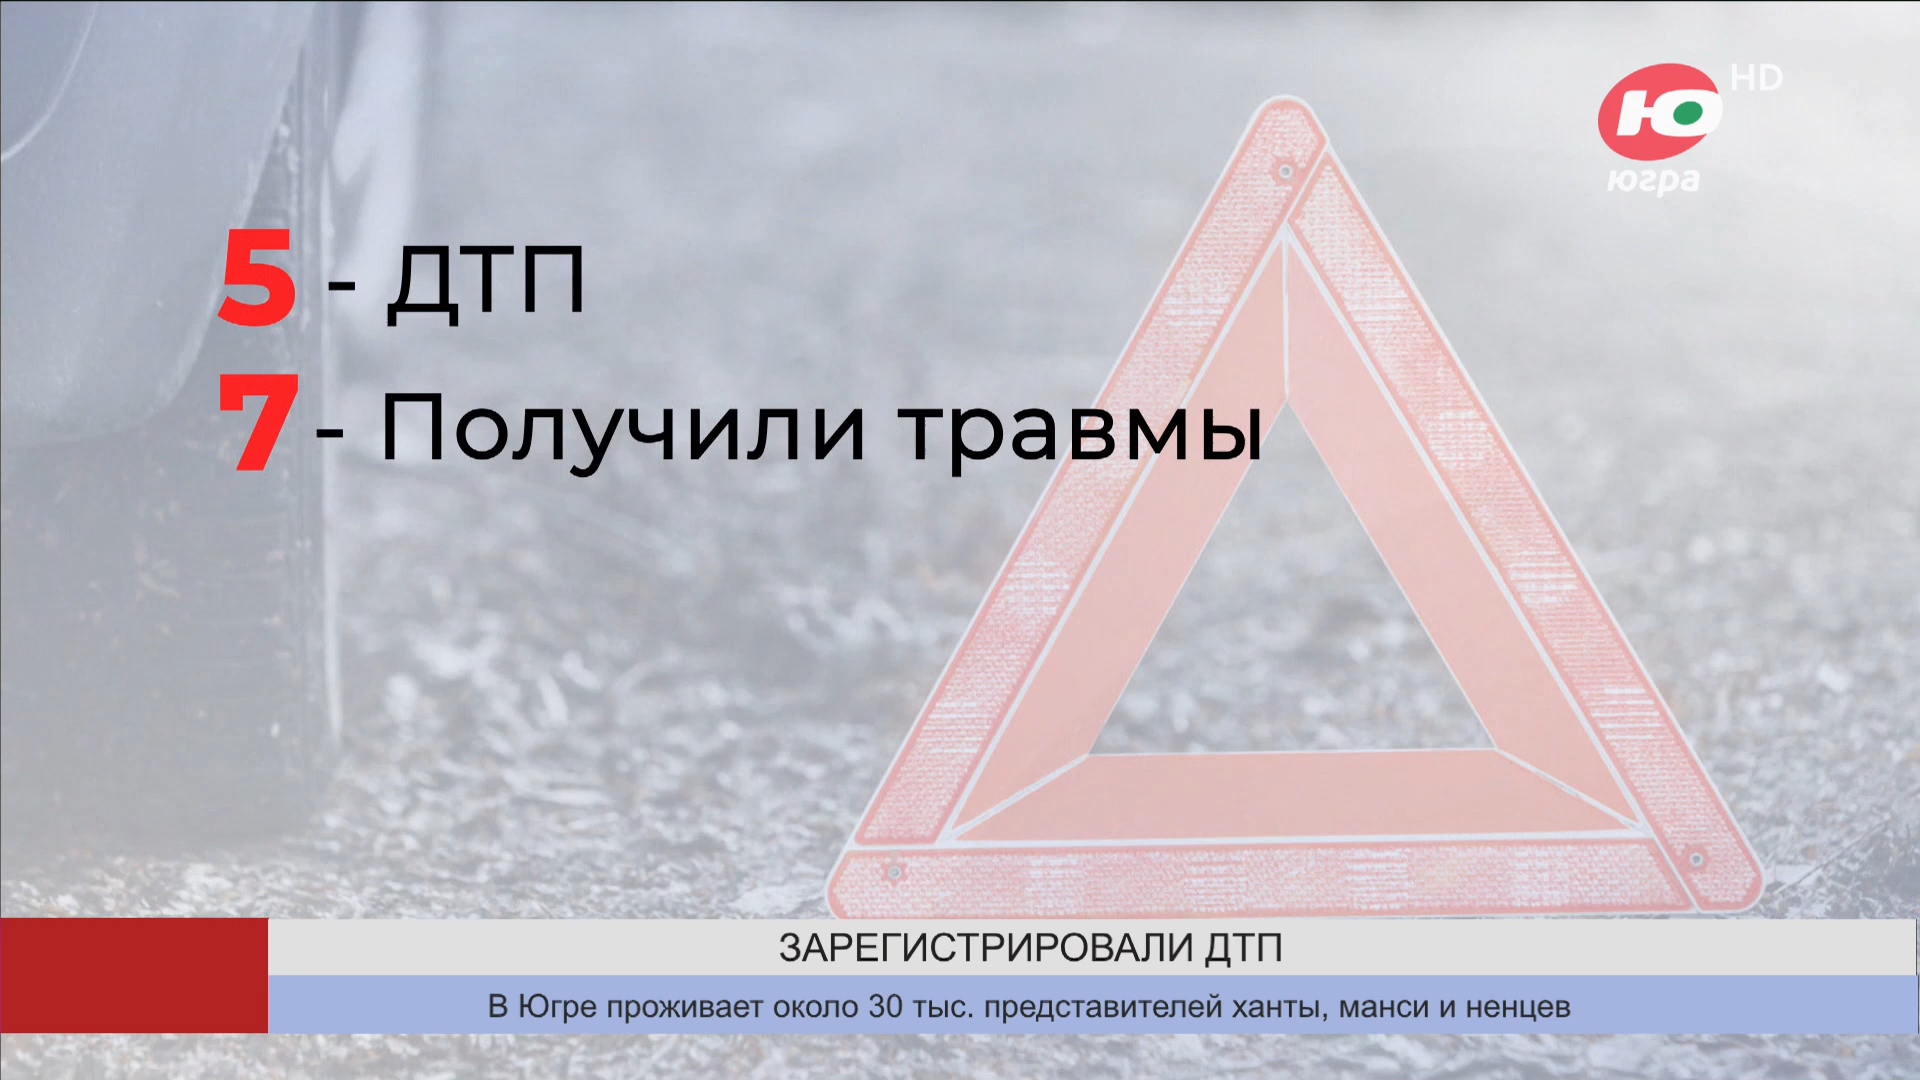 Ю HD
югра
5 - ДТП
7 - Получили травмы
ЗАРЕГИСТРИРОВАЛИ ДТП
В Югре проживает около 30 тыс. представителей ханты, манси и ненцев